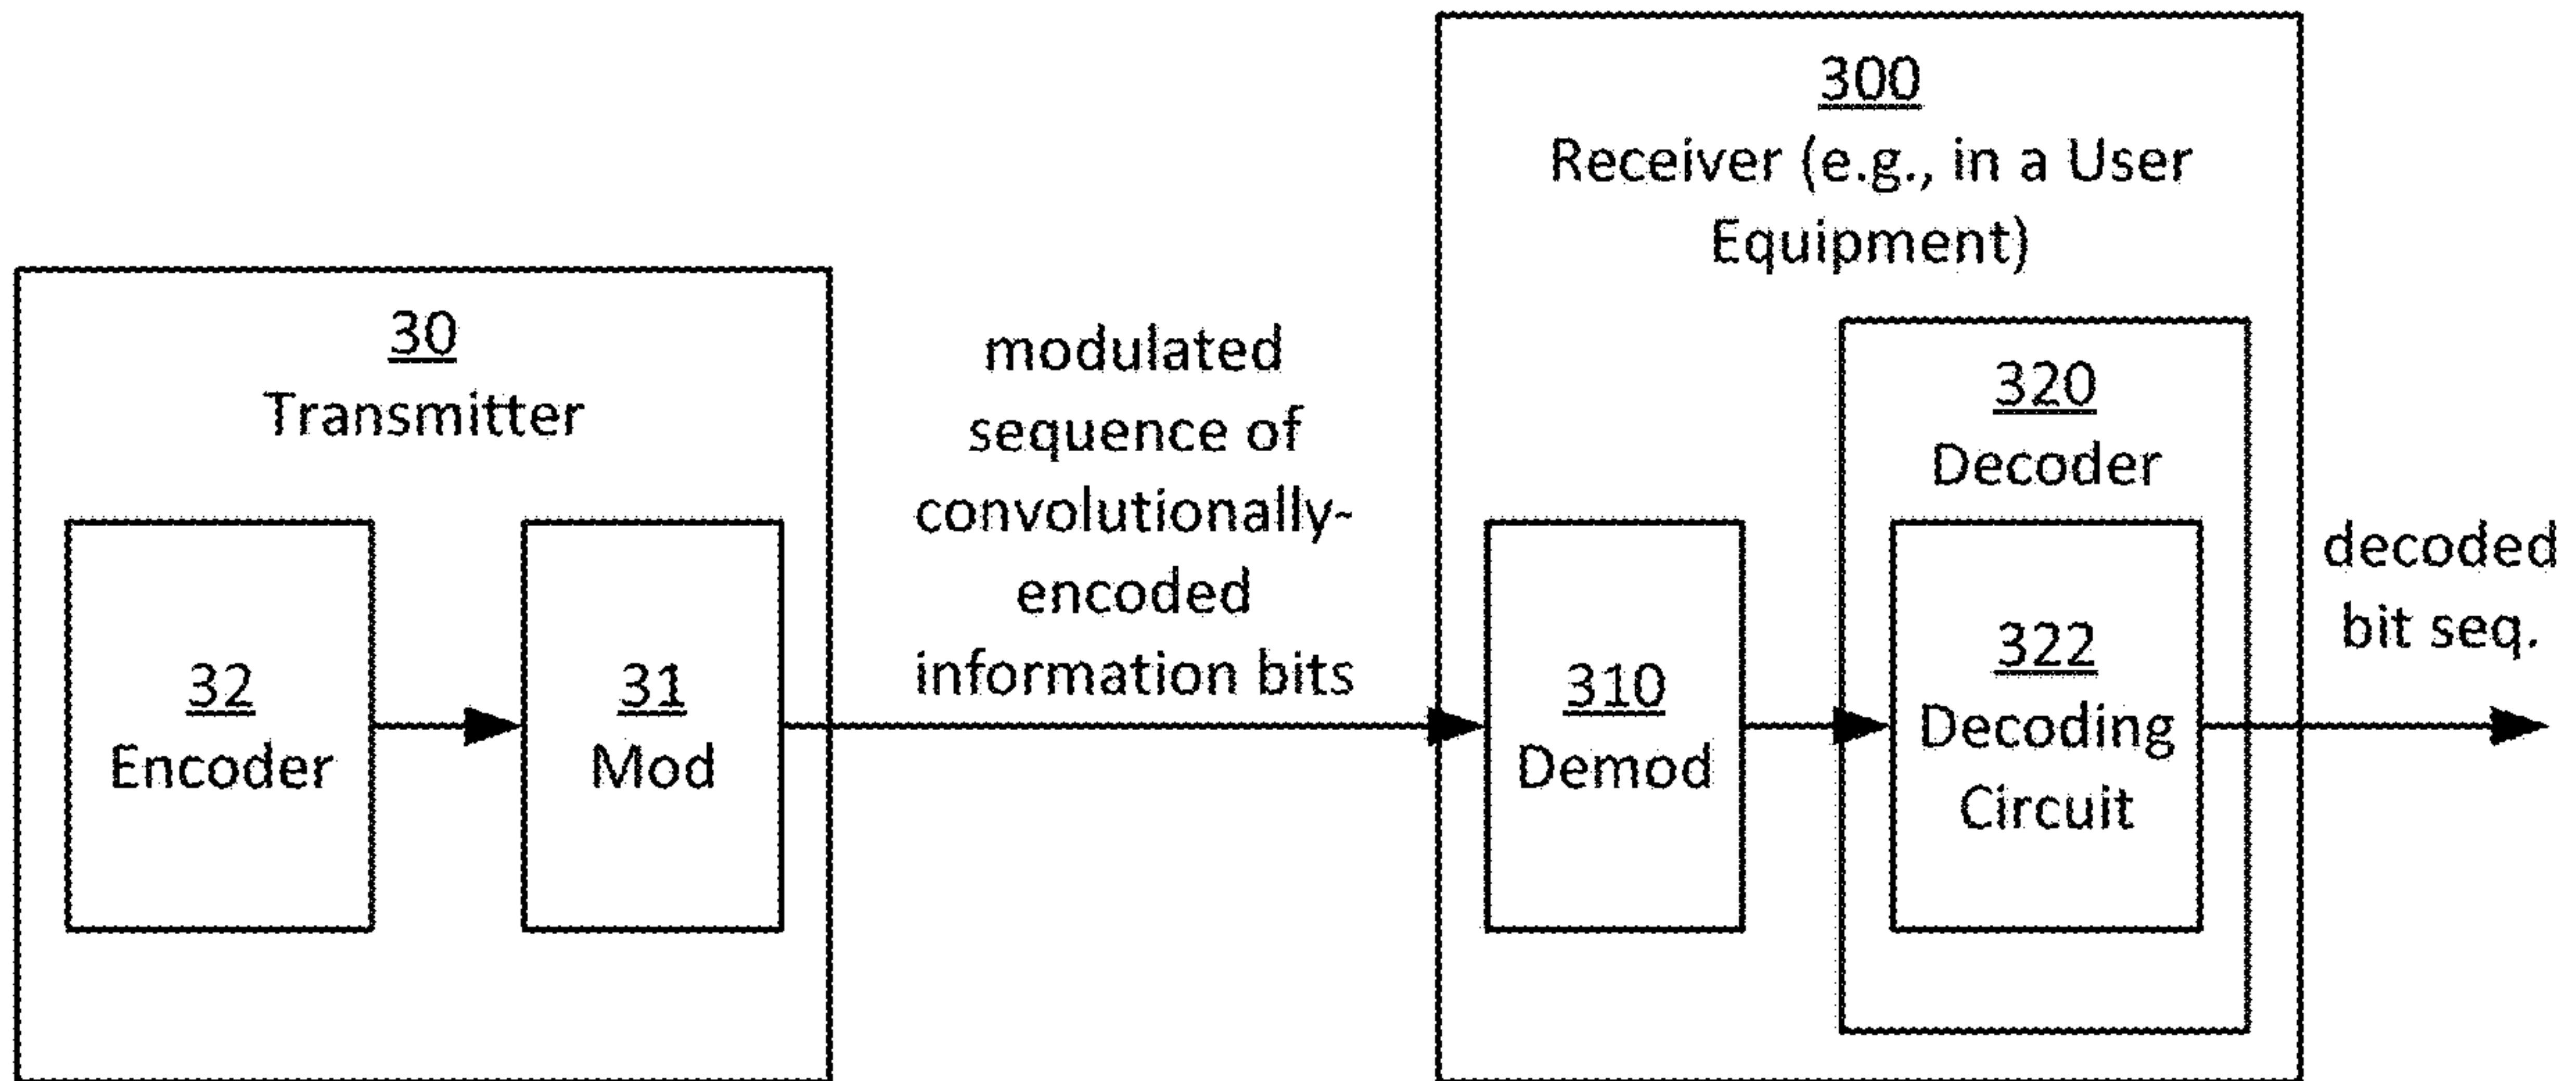 30
Transmitter
32
Encoder
31
Mod
modulated
sequence of
convolutionally-
encoded
information bits
300
Receiver (e.g., in a User
Equipment)
310
Demod
320
Decoder
322
Decoding
Circuit
decoded
bit seq.